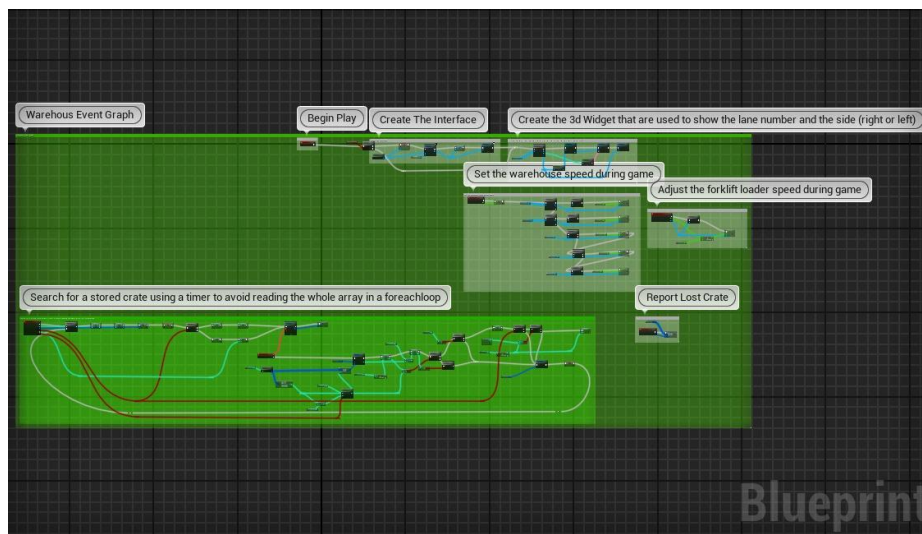 Warehous Event Graph
Begin Play
Create The Interface
Create the 3d Widget that are used to show the lane number and the side (right or left)
Set the warehouse speed during game
Adjust the forklift loader speed during game
Search for a stored crate using a timer to avoid reading the whole array in a foreachloop
Report Lost Crate
Blueprint